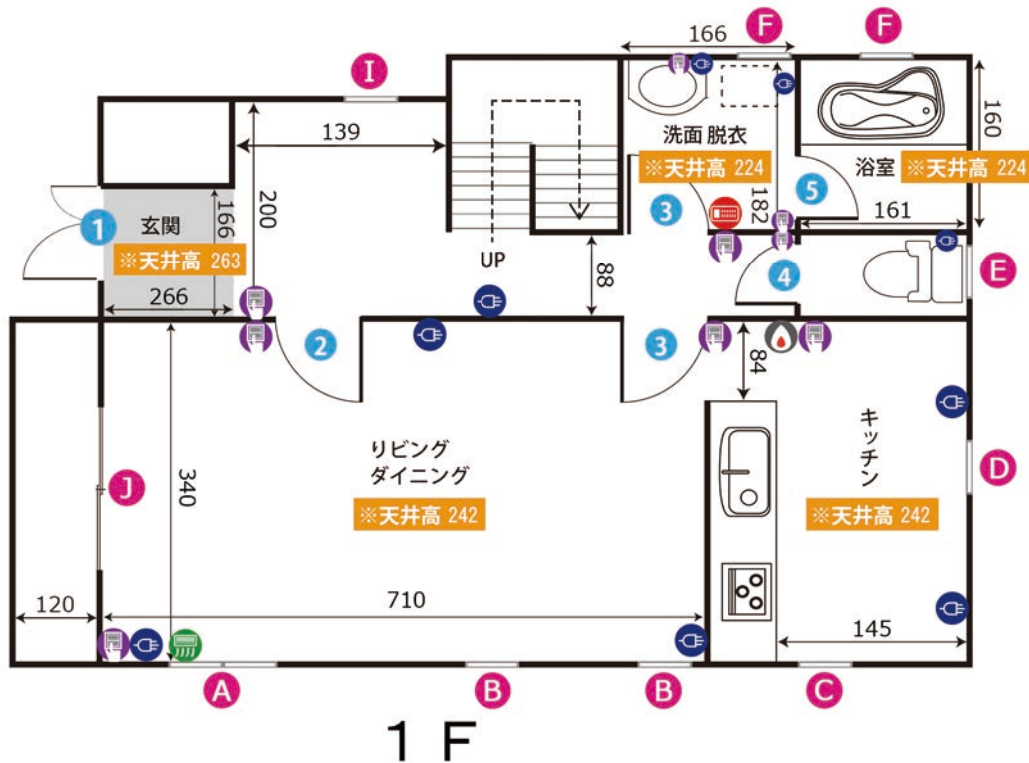 F
F
166
I
139
洗面 脱衣
※天井高 224
160
浴室
※天井高 224
200
182
5
161
1
玄関
166
※天井高 263
3
4
E
UP
88
266
2
3
84
340
りビング
ダイニング
※天井高 242
キッチン
※天井高 242
D
J
120
710
145
A
B
B
C
1 F